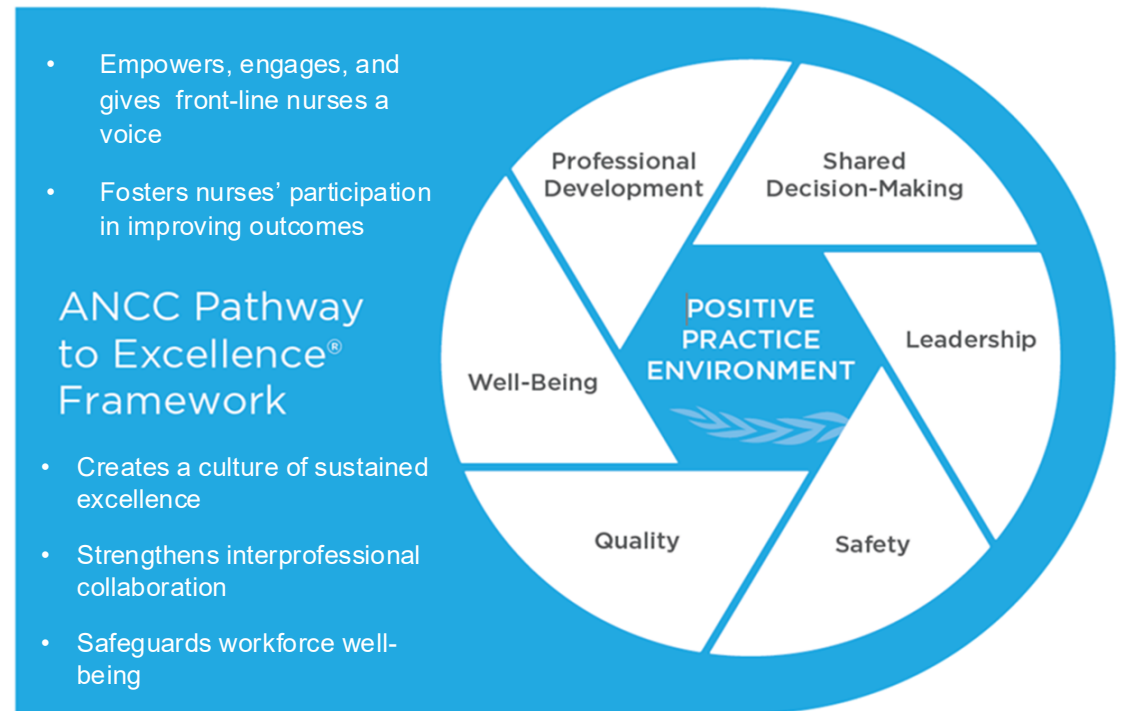 • Empowers, engages, and
gives front-line nurses a
voice
• Fosters nurses’ participation
in improving outcomes
ANCC Pathway
to Excellence®
Framework
• Creates a culture of sustained
excellence
• Strengthens interprofessional
collaboration
• Safeguards workforce well-
being
Professional
Development
Shared
Decision-Making
Leadership
Safety
Quality
Well-Being
POSITIVE
PRACTICE
ENVIRONMENT